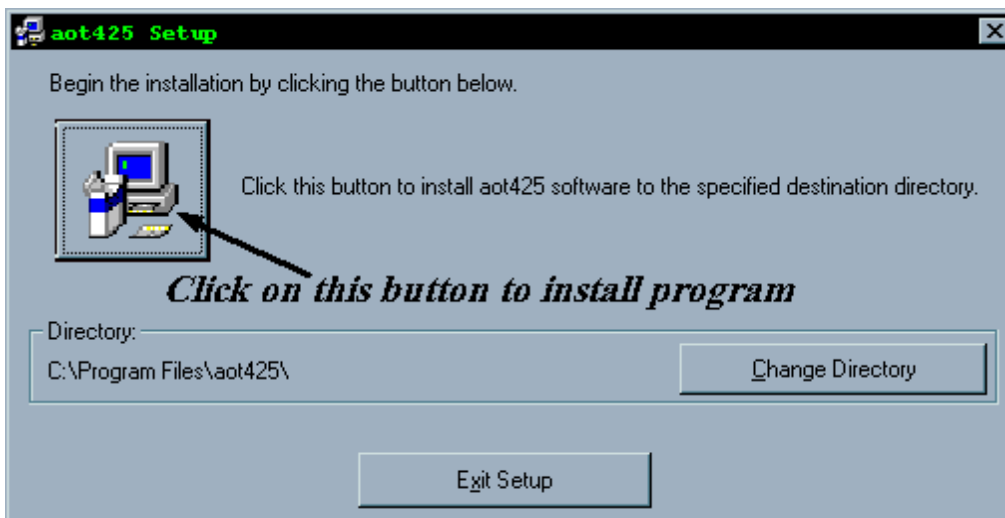 aot425 Setup
Begin the installation by clicking the button below.
Click this button to install aot425 software to the specified destination directory.
Click on this button to install program
Directory:
C:\Program Files\aot425\
Change Directory
Exit Setup